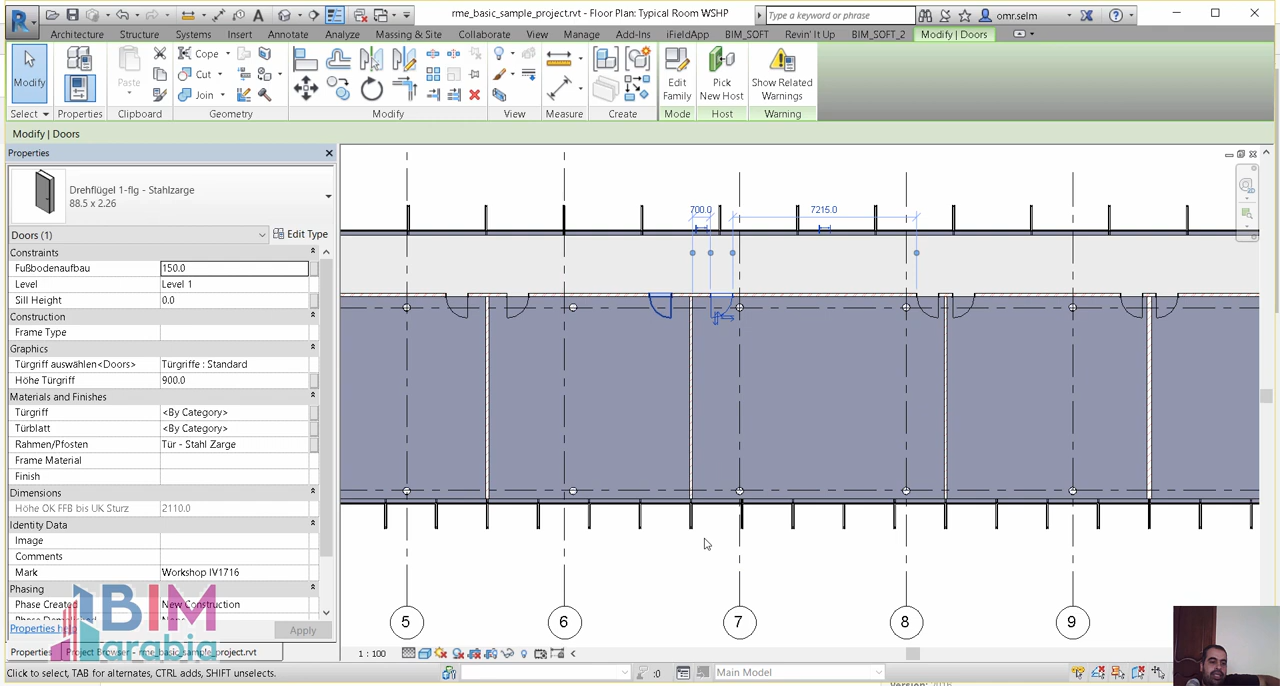 rme_basic_sample_project.rvt - Floor Plan: Typical Room WSHP
Type a keyword or phrase
omr.selm
Architecture Structure Systems Insert Annotate Analyze Massing & Site Collaborate View Manage Add-Ins iFieldApp BIM_SOFT Revin' It Up BIM_SOFT_2 Modify | Doors
Modify
Paste
Cope
Cut
Join
Edit Family
Pick New Host
Show Related Warnings
Select Properties Clipboard Geometry Modify View Measure Create Mode Host Warning
Modify | Doors
Properties
Drehflügel 1-flg - Stahlzarge
88.5 x 2.26
Doors (1) Edit Type
Constraints
Fußbodenaufbau 150.0
Level Level 1
Sill Height 0.0
Construction
Frame Type
Graphics
Türgriff auswählen<Doors> Türgriffe : Standard
Höhe Türgriff 900.0
Materials and Finishes
Türgriff <By Category>
Türblatt <By Category>
Rahmen/Pfosten Tür - Stahl Zarge
Frame Material
Finish
Dimensions
Höhe OK FFB bis UK Sturz 2110.0
Identity Data
Image
Comments
Mark Workshop IV1716
Phasing
Phase Created New Construction
Properties help Apply
Properties Project Browser - rme_basic_sample_project.rvt
BIM
arabia
700.0 7215.0
5 6 7 8 9
1 : 100
Click to select, TAB for alternates, CTRL adds, SHIFT unselects.
:0
Main Model